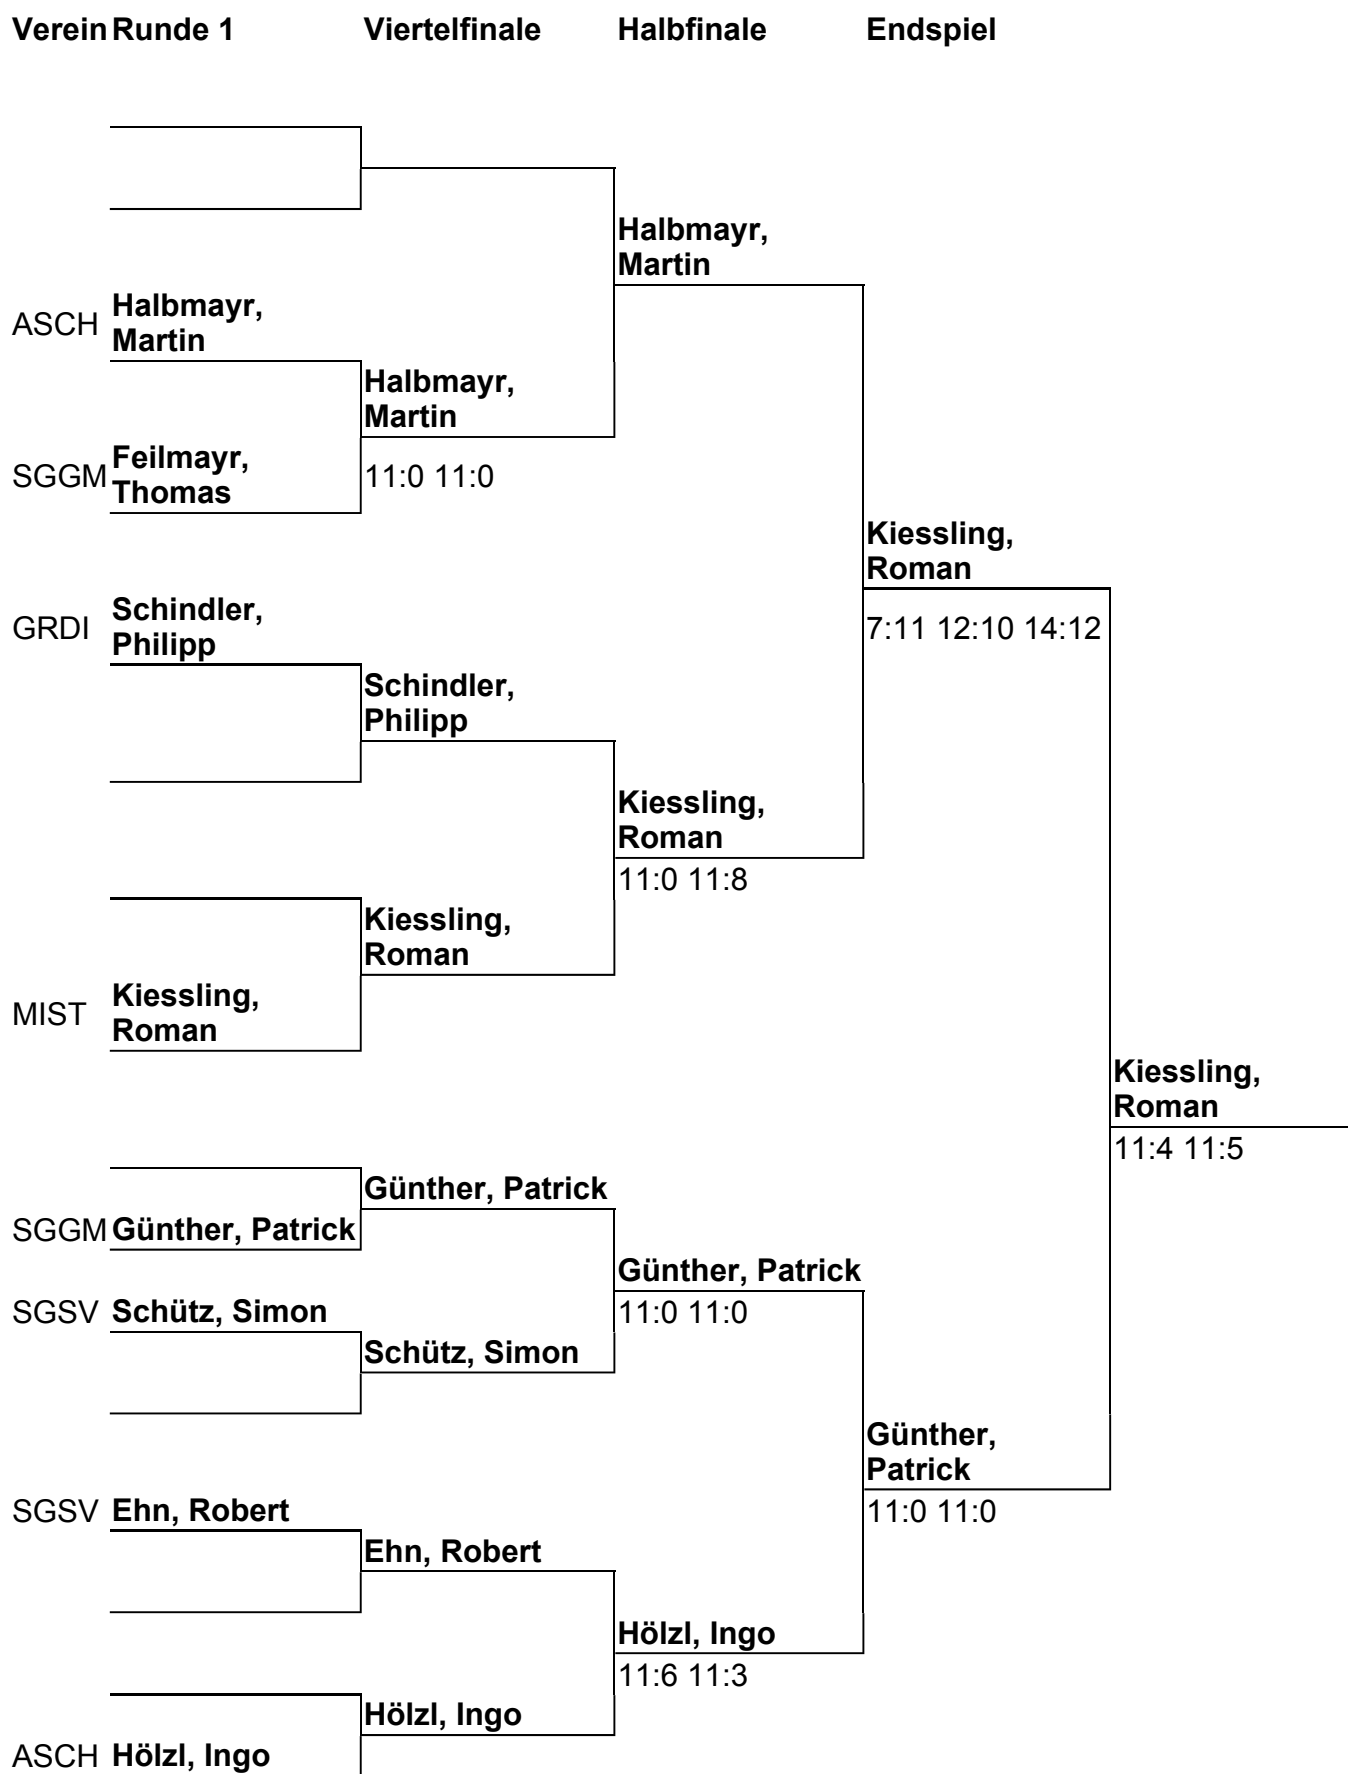 Verein Runde 1 Viertelfinale Halbfinale Endspiel
Halbmayr,
Martin
ASCH Halbmayr,
Martin
Halbmayr,
Martin
SGGM Feilmayr,
Thomas
11:0 11:0
Kiessling,
Roman
GRDI Schindler,
Philipp
7:11 12:10 14:12
Schindler,
Philipp
Kiessling,
Roman
11:0 11:8
Kiessling,
Roman
MIST Kiessling,
Roman
Kiessling,
Roman
11:4 11:5
Günther, Patrick
SGGM Günther, Patrick
Günther, Patrick
SGSV Schütz, Simon 11:0 11:0
Schütz, Simon
Günther,
Patrick
SGSV Ehn, Robert 11:0 11:0
Ehn, Robert
Hölzl, Ingo
11:6 11:3
Hölzl, Ingo
ASCH Hölzl, Ingo